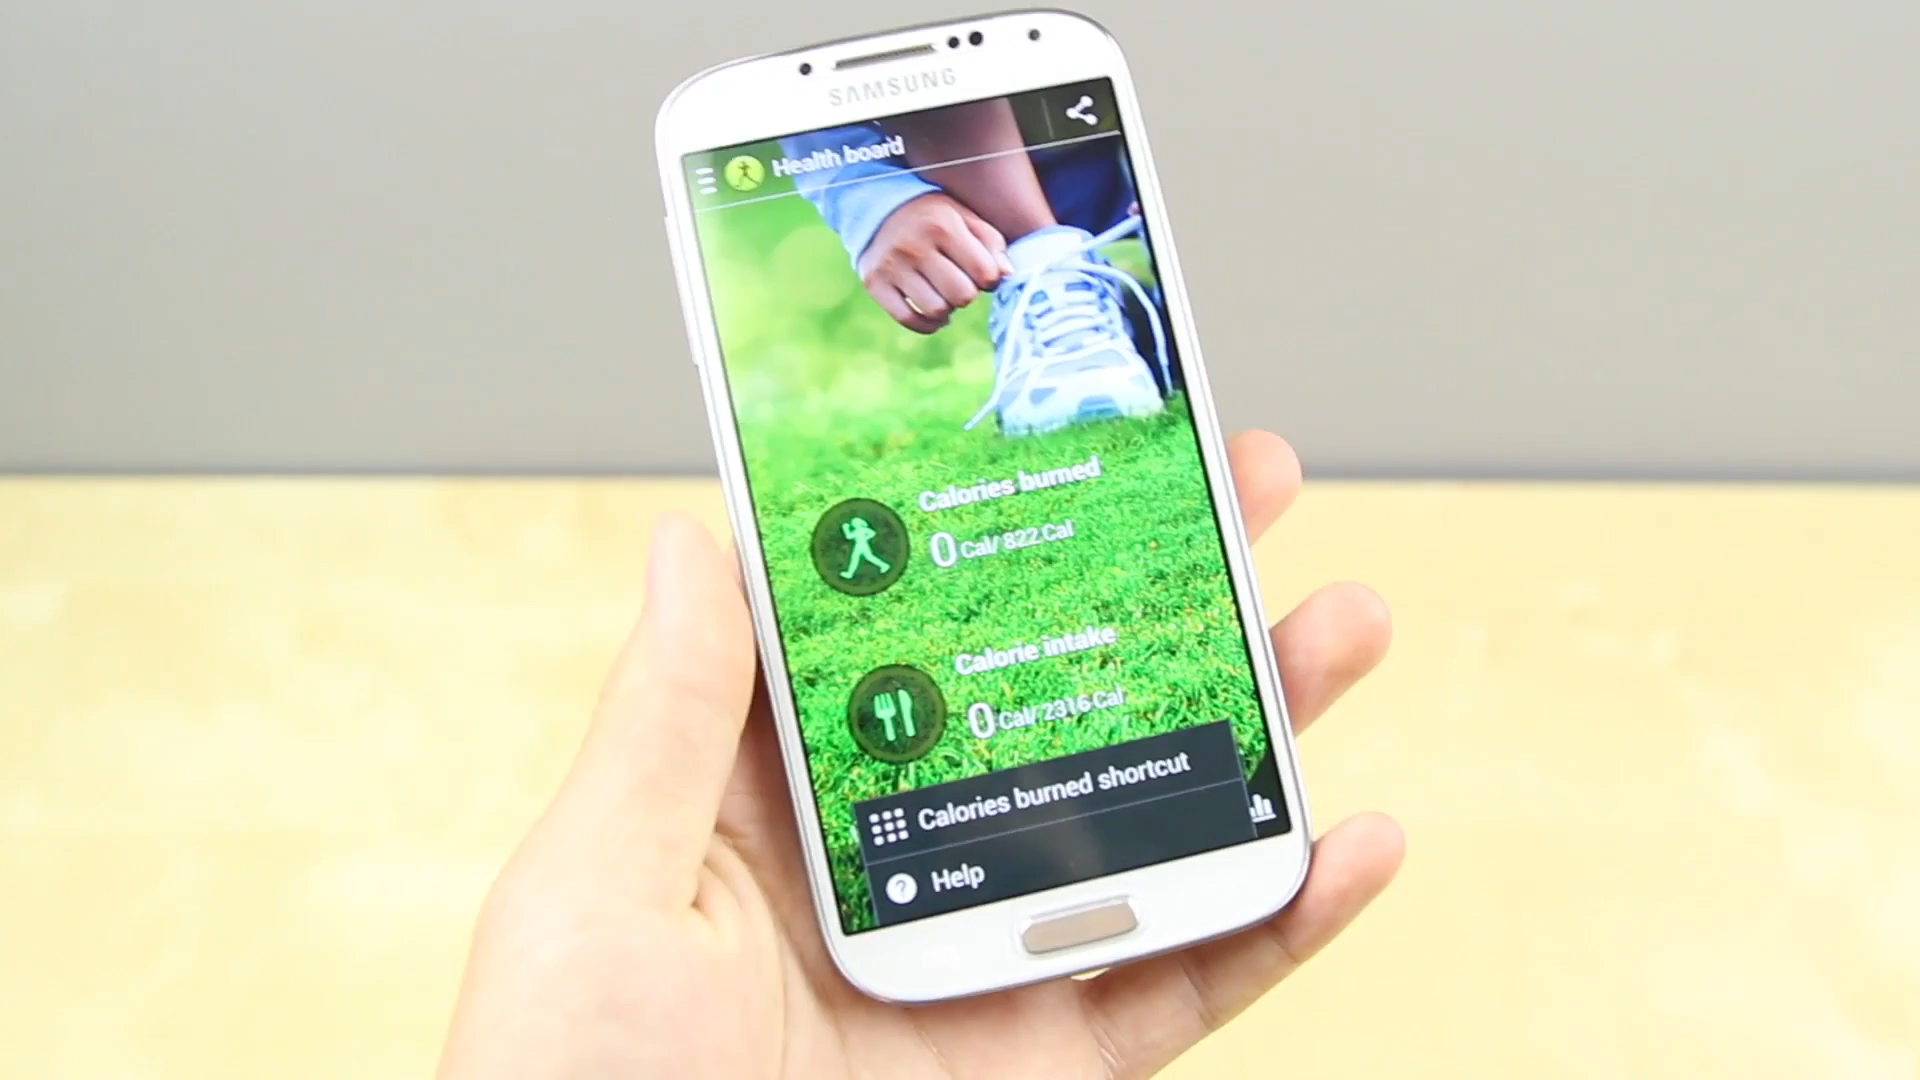 SAMSUNG
Health board
Calories burned
0 Cal/ 822 Cal
Calorie intake
0 Cal/ 2316 Cal
Calories burned shortcut
? Help